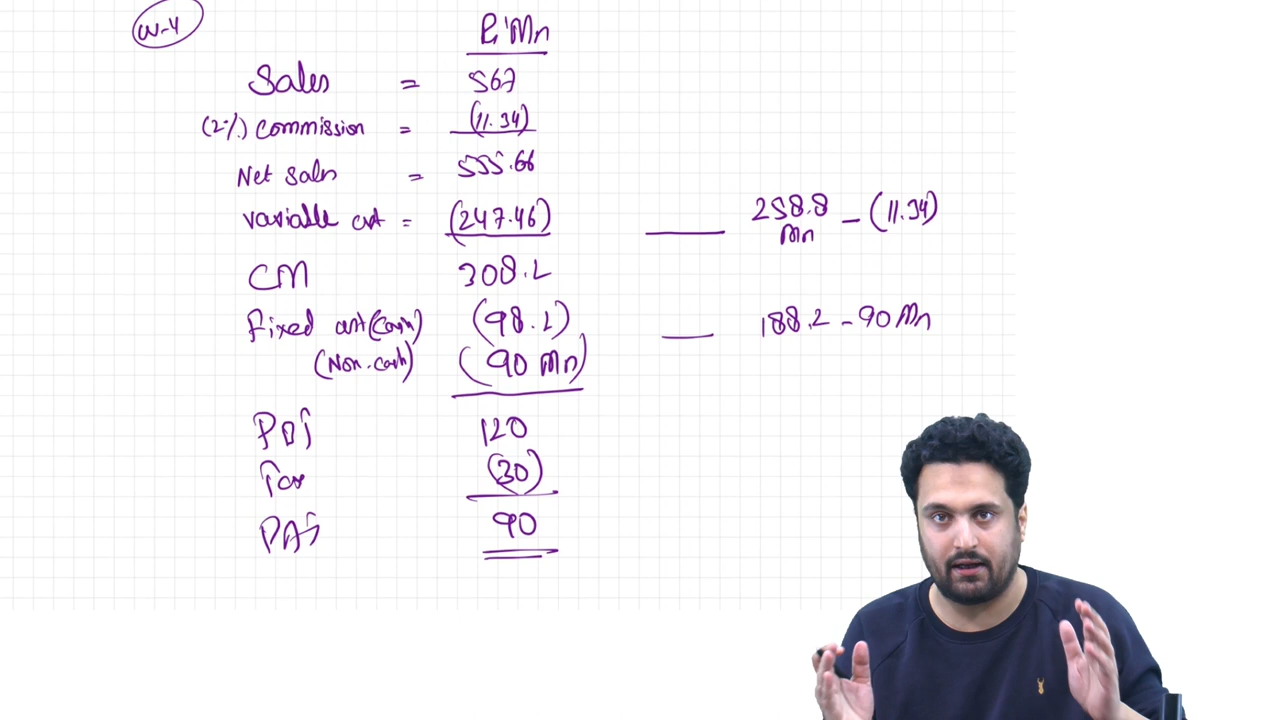 W-4
Mn
Sales = 567
(2%) Commission = (11.34)
Net Sales = 555.66
variable cost = (247.46) 258.8 Mn - (11.34)
CM 308.2
Fixed cost (Cash) (98.2) 188.2 - 90 Mn
(Non-cash) (90 Mn)
PBT 120
Tax (30)
PAT 90